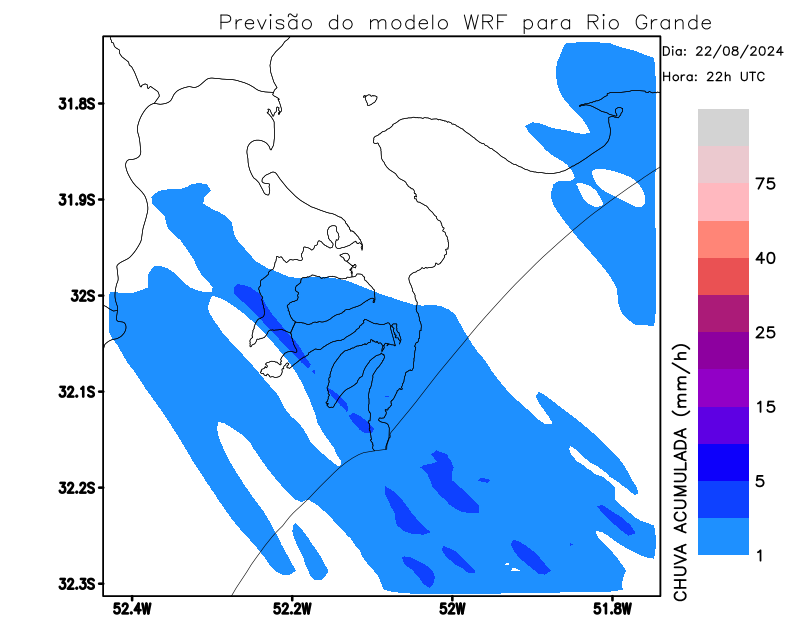 Previsão do modelo WRF para Rio Grande
Dia: 22/08/2024
Hora: 22h UTC
31.8S
31.9S
32S
32.1S
32.2S
32.3S
52.4W
52.2W
52W
51.8W
75
40
25
15
5
1
CHUVA ACUMULADA (mm/h)